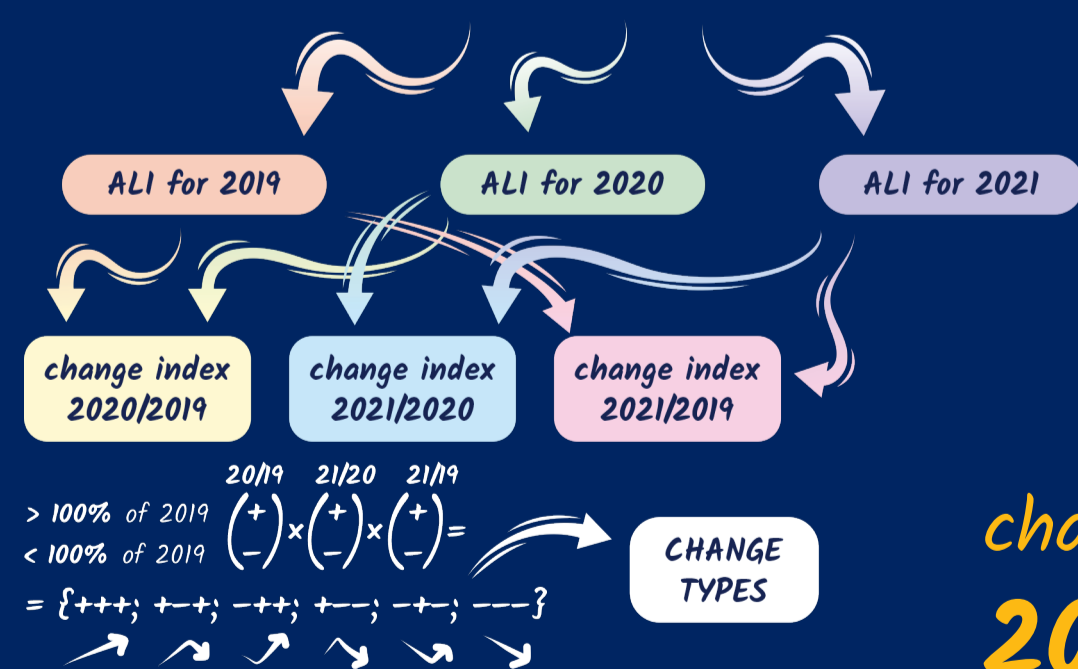 ALI for 2019
ALI for 2020
ALI for 2021
change index
2020/2019
change index
2021/2020
change index
2021/2019
20/19 21/20 21/19
> 100% of 2019
< 100% of 2019
(+ −) × (+ −) × (+ −) =
= {+++; +−+; −++; +−−; −+−; −−−}
CHANGE
TYPES